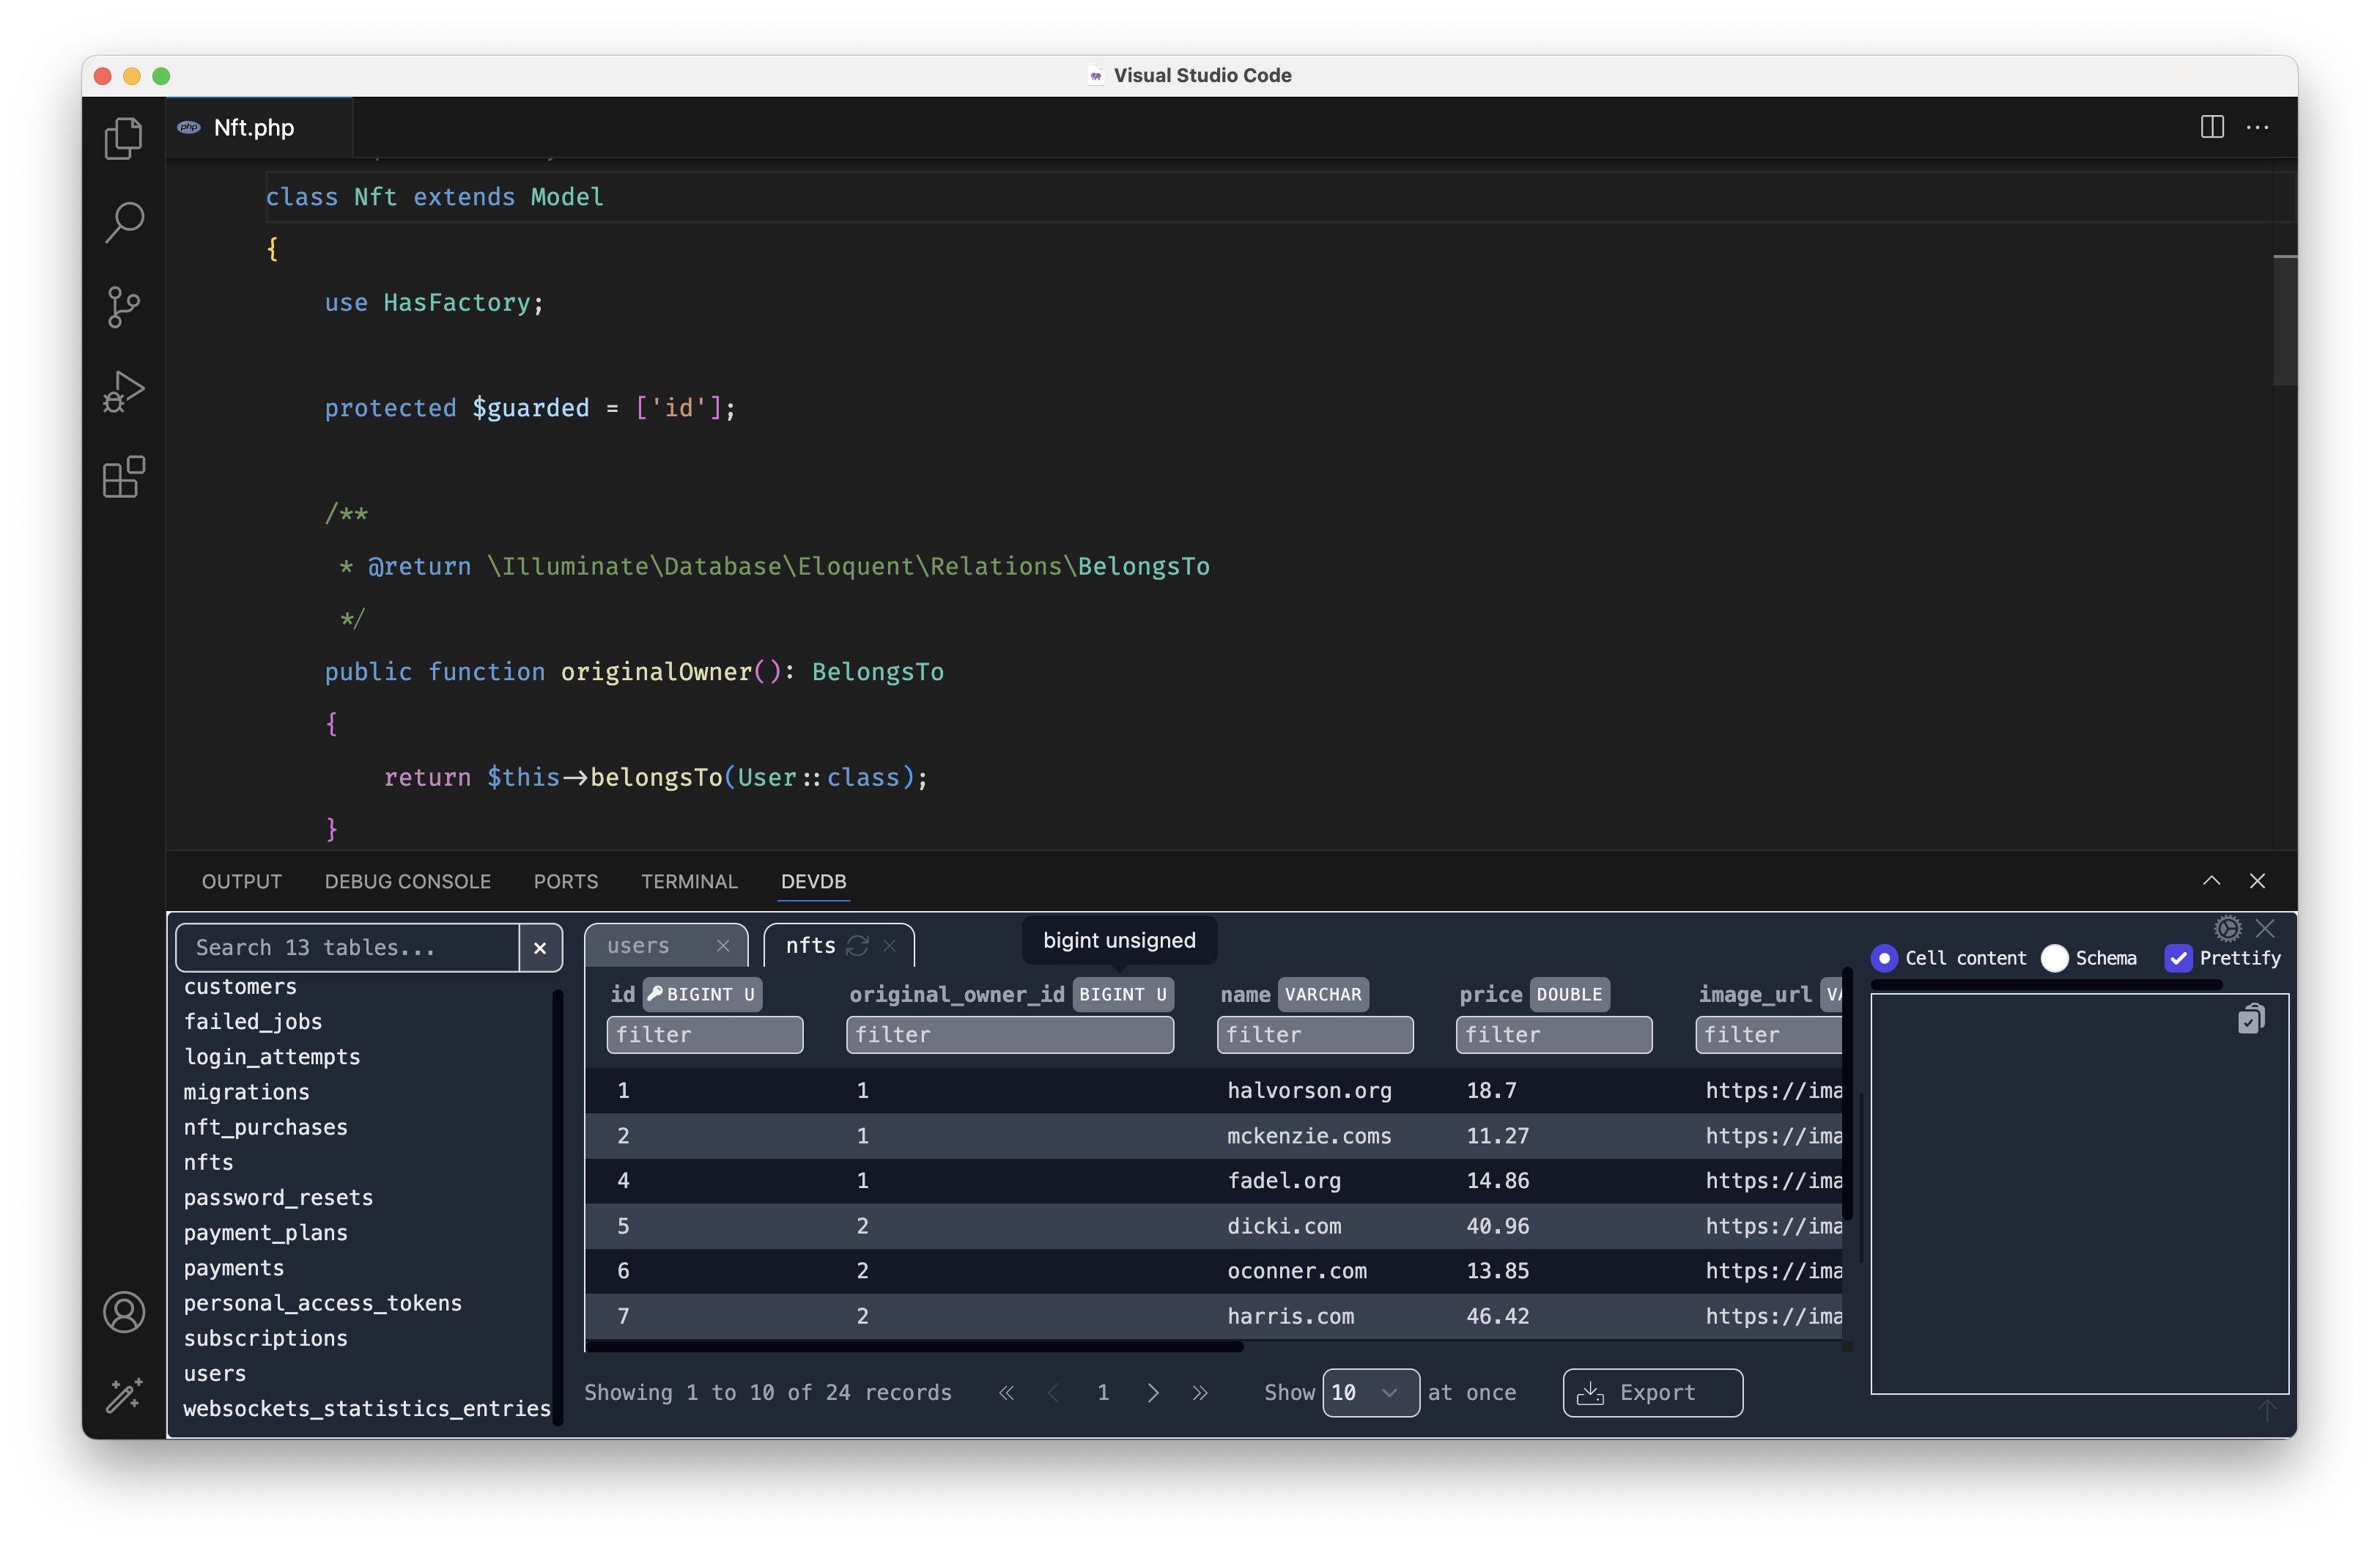 Visual Studio Code
php Nft.php
class Nft extends Model
{
use HasFactory;
protected $guarded = ['id'];
/**
* @return \Illuminate\Database\Eloquent\Relations\BelongsTo
*/
public function originalOwner(): BelongsTo
{
return $this->belongsTo(User::class);
}
OUTPUT DEBUG CONSOLE PORTS TERMINAL DEVDB
Search 13 tables...
customers
failed_jobs
login_attempts
migrations
nft_purchases
nfts
password_resets
payment_plans
payments
personal_access_tokens
subscriptions
users
websockets_statistics_entries
users nfts
bigint unsigned
id BIGINT U original_owner_id BIGINT U name VARCHAR price DOUBLE image_url VA
filter filter filter filter filter
1 1 halvorson.org 18.7 https://ima
2 1 mckenzie.coms 11.27 https://ima
4 1 fadel.org 14.86 https://ima
5 2 dicki.com 40.96 https://ima
6 2 oconner.com 13.85 https://ima
7 2 harris.com 46.42 https://ima
Showing 1 to 10 of 24 records « < 1 > » Show 10 at once Export
Cell content Schema Prettify